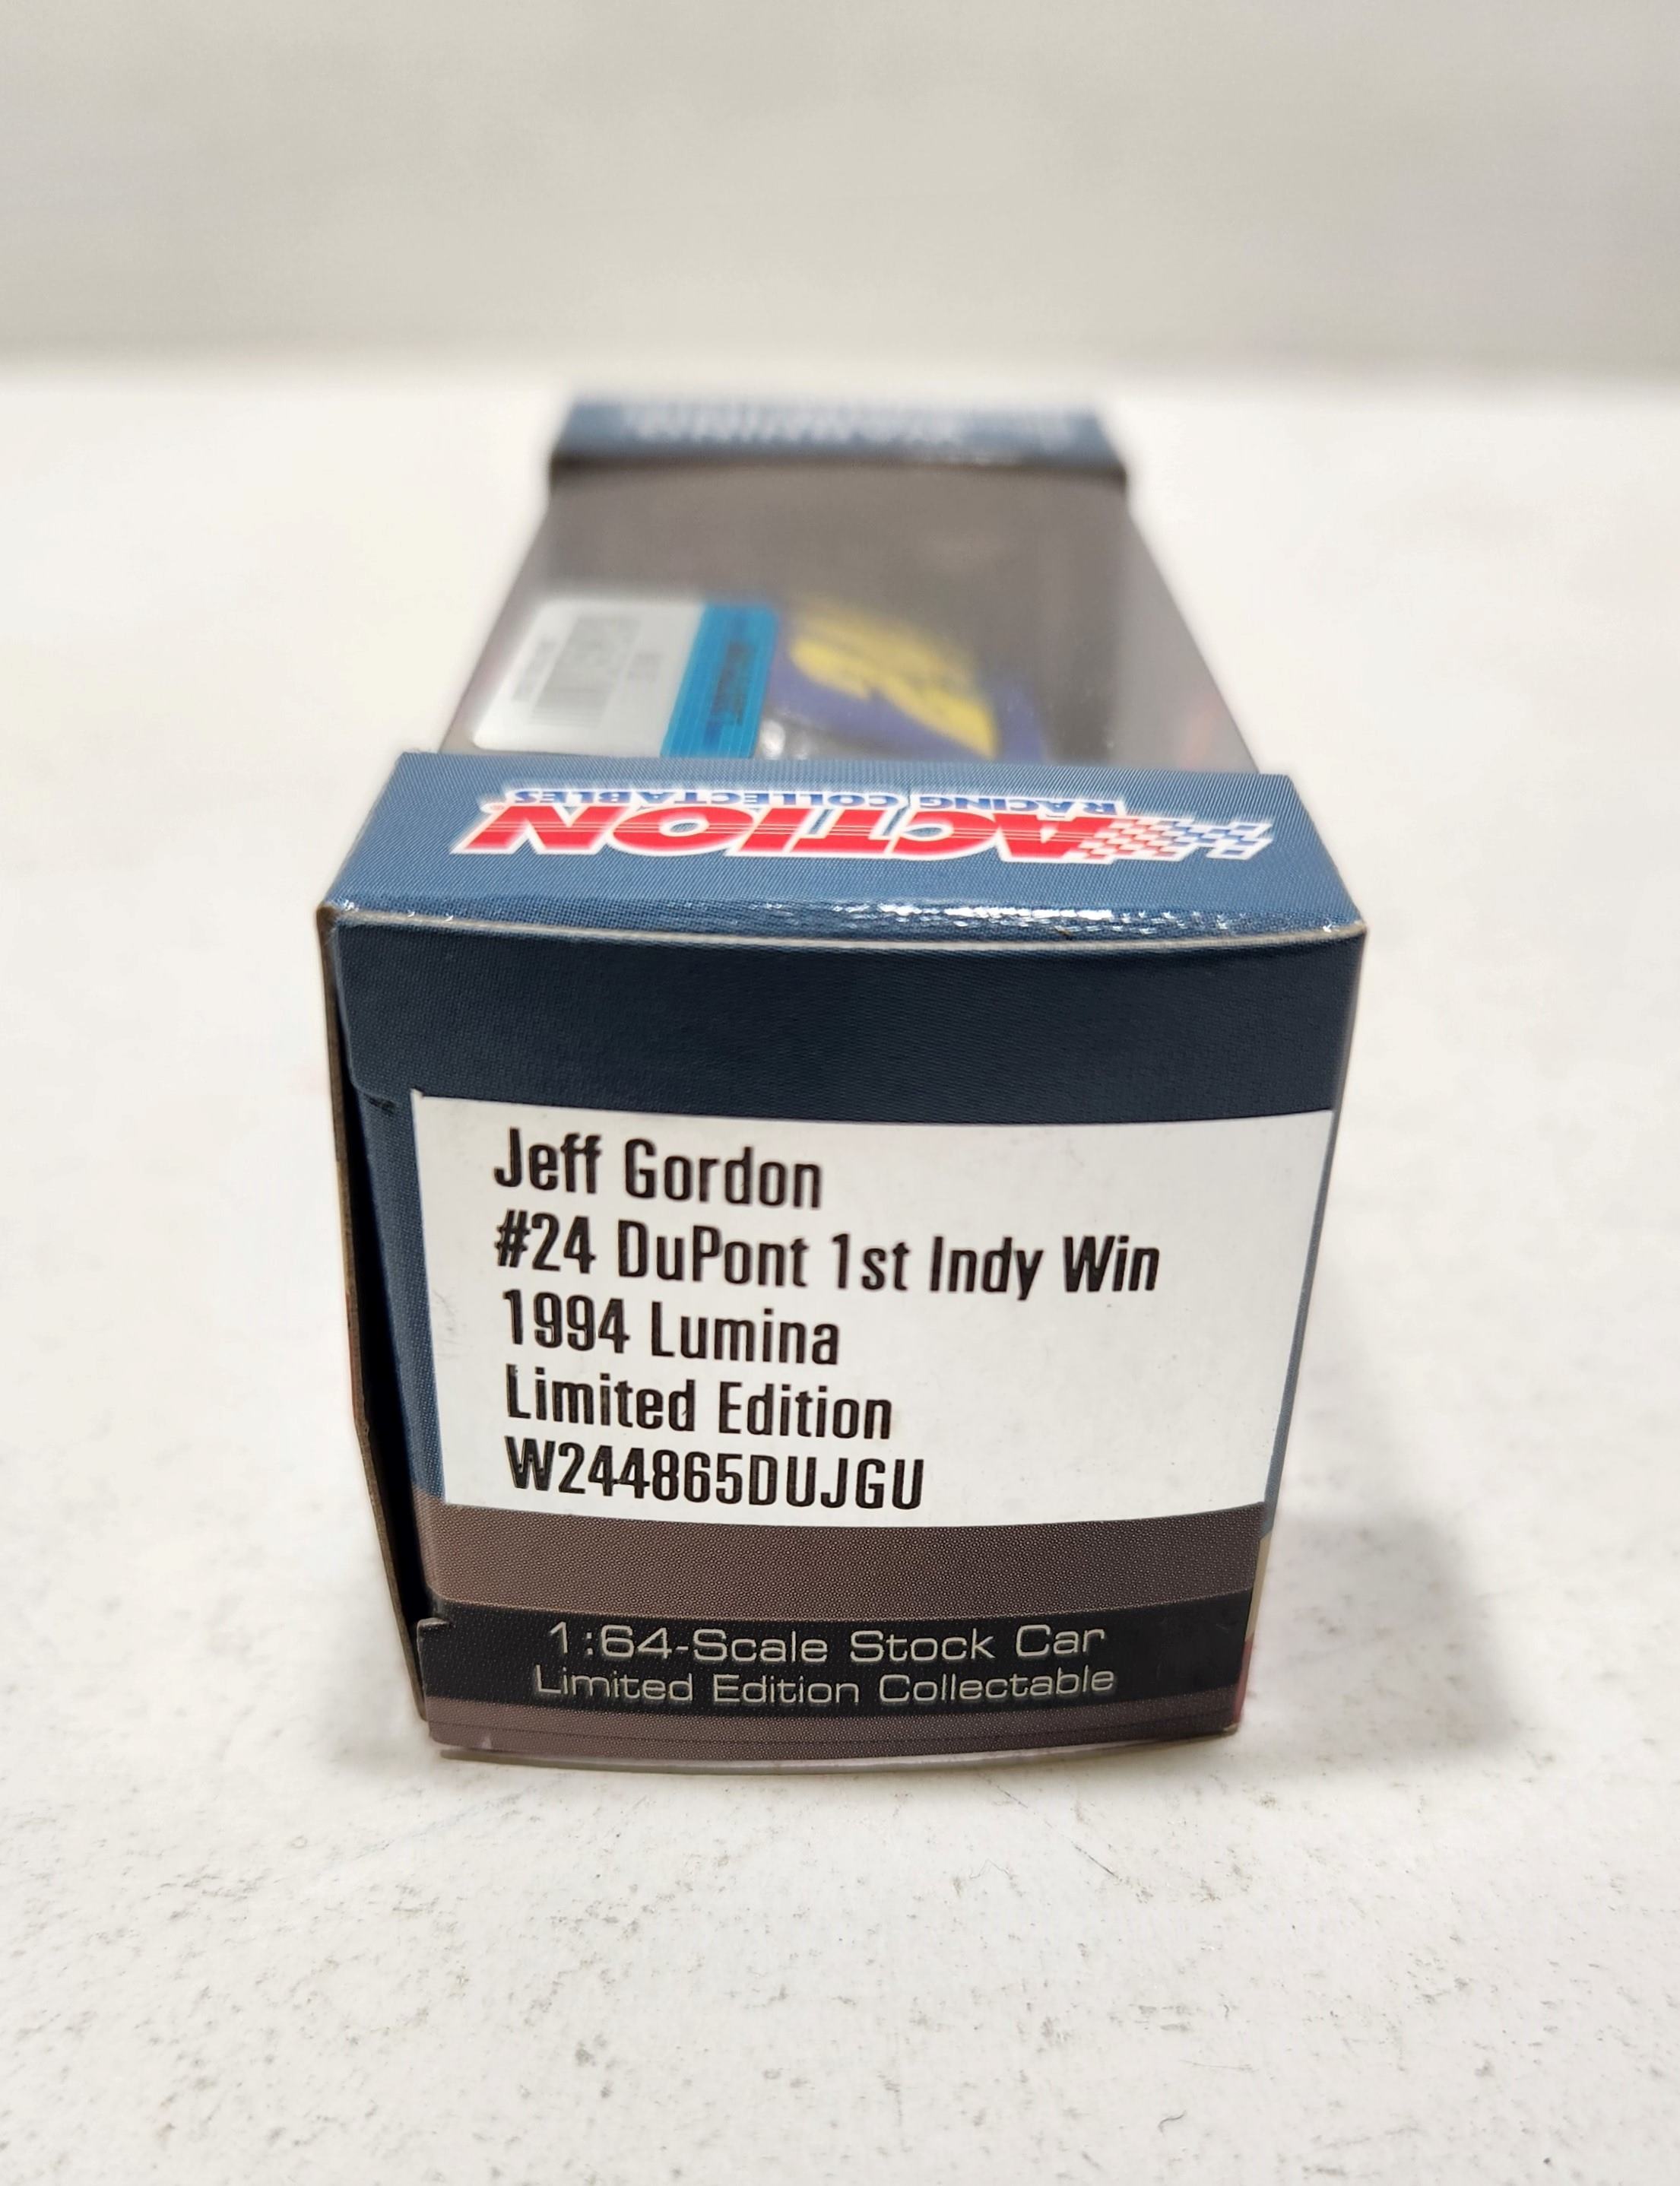 ACTION
RACING COLLECTABLES
Jeff Gordon
#24 DuPont 1st Indy Win
1994 Lumina
Limited Edition
W244865DUJGU
1:64-Scale Stock Car
Limited Edition Collectable